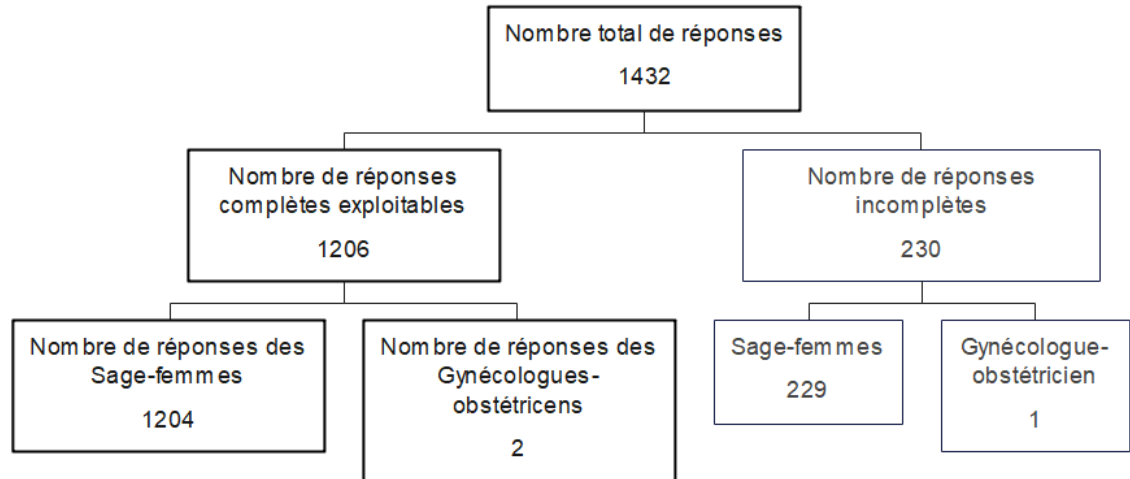 Nombre total de réponses
1432
Nombre de réponses
complètes exploitables
1206
Nombre de réponses
incomplètes
230
Nombre de réponses des
Sage-femmes
1204
Nombre de réponses des
Gynécologues-
obstétricens
2
Sage-femmes
229
Gynécologue-
obstétricien
1